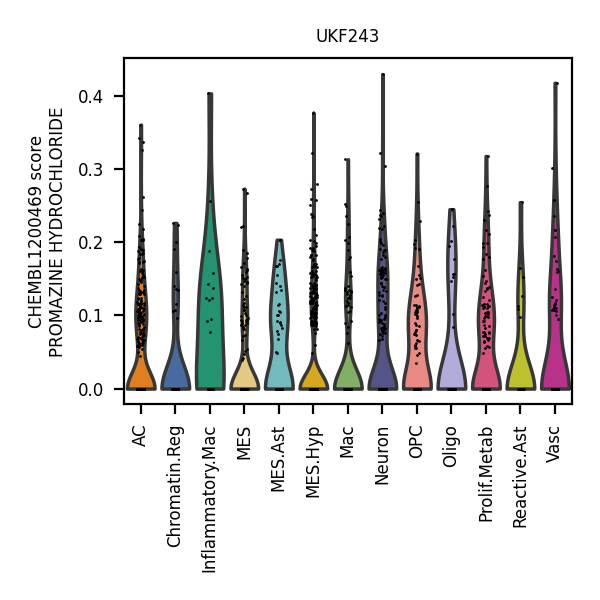 UKF243
CHEMBL1200469 score
PROMAZINE HYDROCHLORIDE
0.4
0.3
0.2
0.1
0.0
AC
Chromatin.Reg
Inflammatory.Mac
MES
MES.Ast
MES.Hyp
Mac
Neuron
OPC
Oligo
Prolif.Metab
Reactive.Ast
Vasc